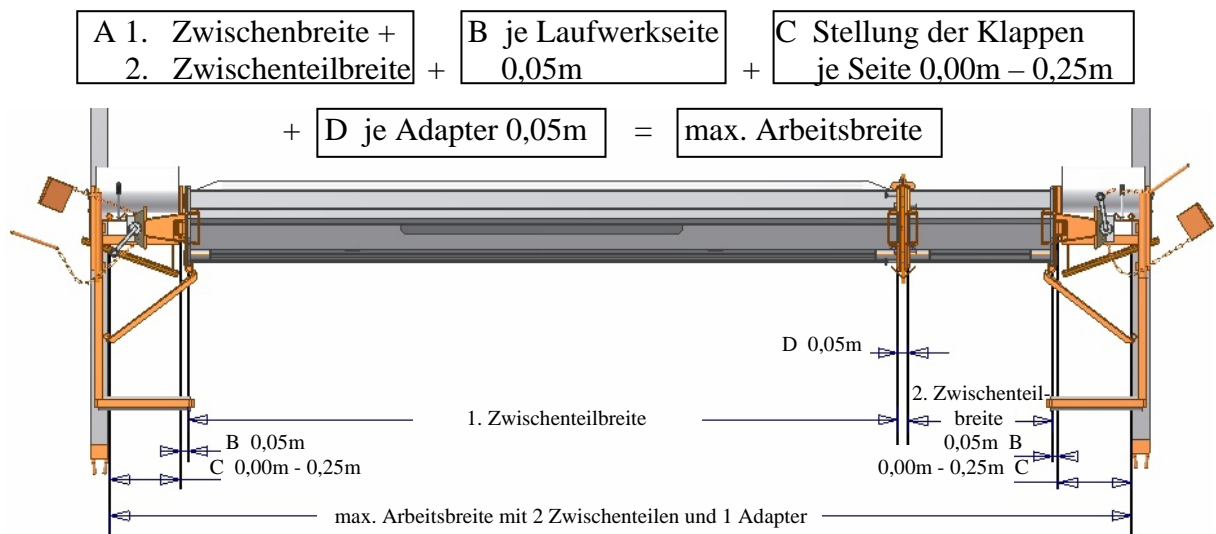 A 1. Zwischenbreite +
2. Zwischenteilbreite
+
B je Laufwerkseite
0,05m
+
C Stellung der Klappen
je Seite 0,00m – 0,25m
+ D je Adapter 0,05m = max. Arbeitsbreite
D 0,05m
1. Zwischenteilbreite
2. Zwischenteil-
breite
B 0,05m
C 0,00m - 0,25m
0,05m B
0,00m - 0,25m C
max. Arbeitsbreite mit 2 Zwischenteilen und 1 Adapter